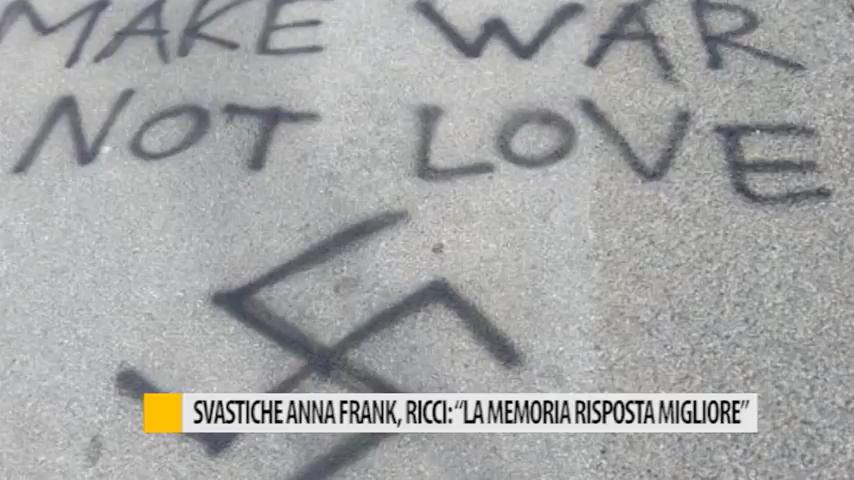 MAKE WAR
NOT LOVE
SVASTICHE ANNA FRANK, RICCI: “LA MEMORIA RISPOSTA MIGLIORE”